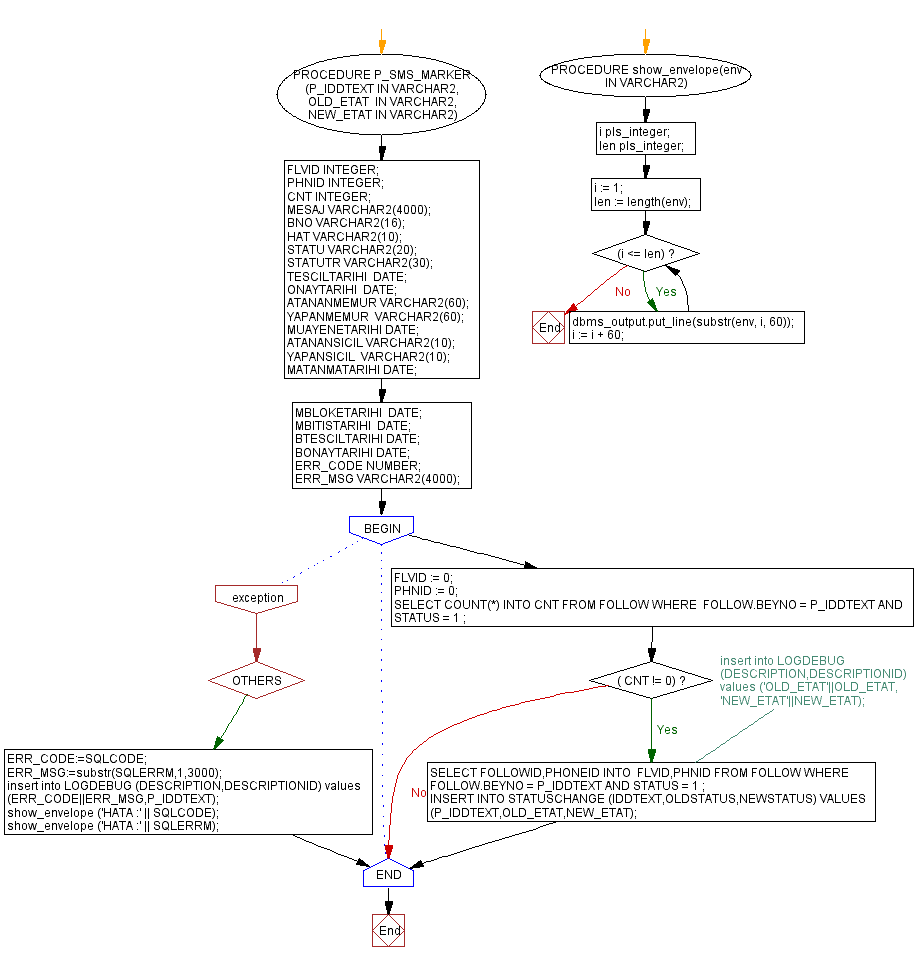 PROCEDURE P_SMS_MARKER
(P_IDDTEXT IN VARCHAR2,
OLD_ETAT  IN VARCHAR2,
NEW_ETAT IN VARCHAR2)
FLVID INTEGER;
PHNID INTEGER;
CNT INTEGER;
MESAJ VARCHAR2(4000);
BNO VARCHAR2(16);
HAT VARCHAR2(10);
STATU VARCHAR2(20);
STATUTR VARCHAR2(30);
TESCILTARIHI  DATE;
ONAYTARIHI  DATE;
ATANANMEMUR VARCHAR2(60);
YAPANMEMUR  VARCHAR2(60);
MUAYENETARIHI DATE;
ATANANSICIL VARCHAR2(10);
YAPANSICIL  VARCHAR2(10);
MATANMATARIHI DATE;
MBLOKETARIHI  DATE;
MBITISTARIHI  DATE;
BTESCILTARIHI DATE;
BONAYTARIHI DATE;
ERR_CODE NUMBER;
ERR_MSG VARCHAR2(4000);
BEGIN
exception
OTHERS
ERR_CODE:=SQLCODE;
ERR_MSG:=substr(SQLERRM,1,3000);
insert into LOGDEBUG (DESCRIPTION,DESCRIPTIONID) values
(ERR_CODE||ERR_MSG,P_IDDTEXT);
show_envelope ('HATA :' || SQLCODE);
show_envelope ('HATA :' || SQLERRM);
FLVID := 0;
PHNID := 0;
SELECT COUNT(*) INTO CNT FROM FOLLOW WHERE  FOLLOW.BEYNO = P_IDDTEXT AND
STATUS = 1 ;
( CNT != 0) ?
insert into LOGDEBUG
(DESCRIPTION,DESCRIPTIONID)
values ('OLD_ETAT'||OLD_ETAT,
'NEW_ETAT'||NEW_ETAT);
Yes
No
SELECT FOLLOWID,PHONEID INTO  FLVID,PHNID FROM FOLLOW WHERE
FOLLOW.BEYNO = P_IDDTEXT AND STATUS = 1 ;
INSERT INTO STATUSCHANGE (IDDTEXT,OLDSTATUS,NEWSTATUS) VALUES
(P_IDDTEXT,OLD_ETAT,NEW_ETAT);
END
End
PROCEDURE show_envelope(env
IN VARCHAR2)
i pls_integer;
len pls_integer;
i := 1;
len := length(env);
(i <= len) ?
No
Yes
End
dbms_output.put_line(substr(env, i, 60));
i := i + 60;